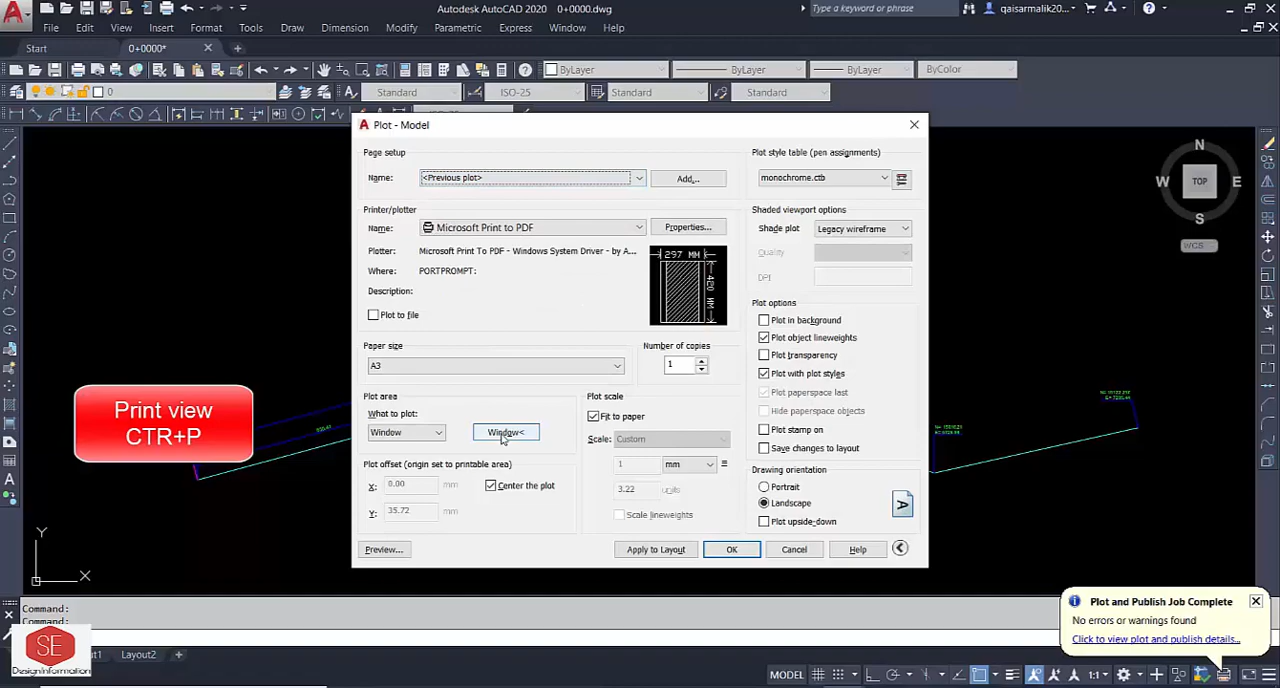 Autodesk AutoCAD 2020 0+0000.dwg
Type a keyword or phrase
qaisarmalik20...
File Edit View Insert Format Tools Draw Dimension Modify Parametric Express Window Help
Start
0+0000*
ByLayer
ByLayer
ByLayer
ByColor
0
Standard
ISO-25
Standard
Standard
Plot - Model
Page setup
Name:
<Previous plot>
Add...
Printer/plotter
Name:
Microsoft Print to PDF
Properties...
Plotter:
Microsoft Print To PDF - Windows System Driver - by A...
Where:
PORTPROMPT:
Description:
Plot to file
297 MM
420 MM
Paper size
A3
Number of copies
1
Plot area
What to plot:
Window
Window<
Plot offset (origin set to printable area)
X:
0.00
mm
Center the plot
Y:
35.72
mm
Plot scale
Fit to paper
Scale:
Custom
1
mm
=
3.22
units
Scale lineweights
Plot style table (pen assignments)
monochrome.ctb
Shaded viewport options
Shade plot
Legacy wireframe
Quality
DPI
Plot options
Plot in background
Plot object lineweights
Plot transparency
Plot with plot styles
Plot paperspace last
Hide paperspace objects
Plot stamp on
Save changes to layout
Drawing orientation
Portrait
Landscape
A
Plot upside-down
Preview...
Apply to Layout
OK
Cancel
Help
Print view
CTR+P
N
W
TOP
E
S
WCS
Y
X
Command:
Command:
SE
DesignInformation
Layout2
Plot and Publish Job Complete
No errors or warnings found
Click to view plot and publish details...
MODEL
1:1